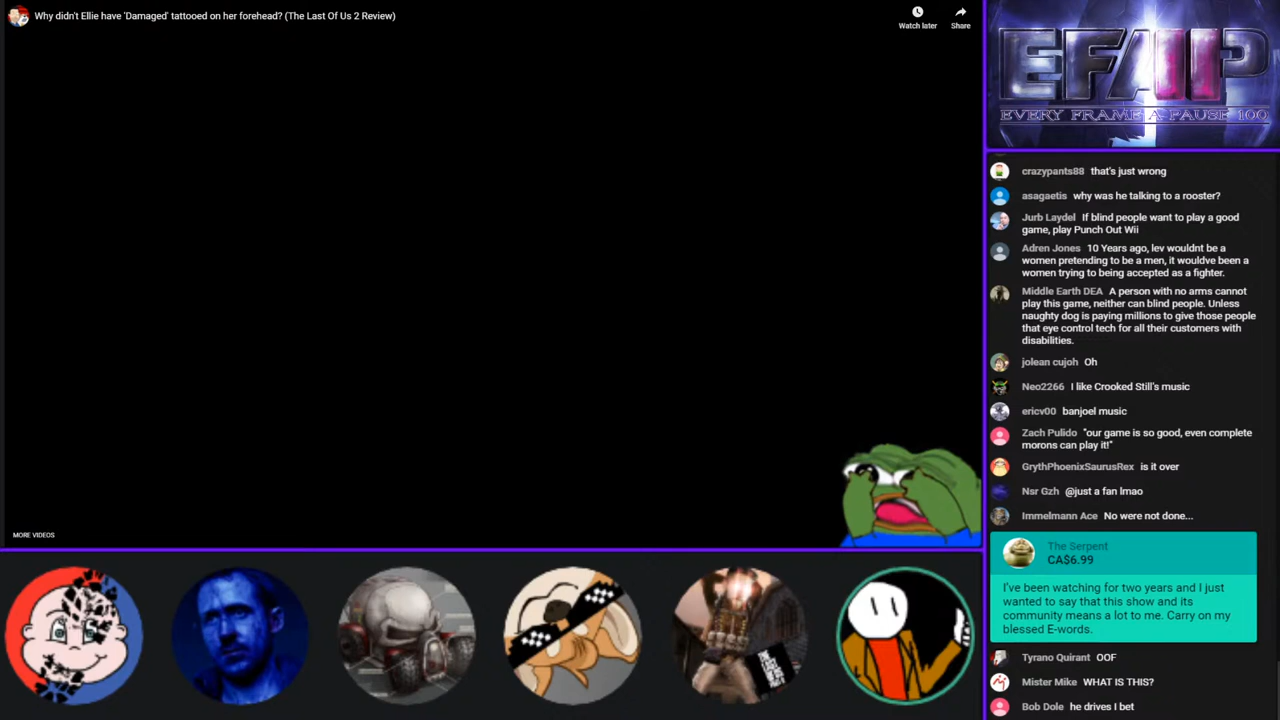 Why didn't Ellie have 'Damaged' tattooed on her forehead? (The Last Of Us 2 Review)
Watch later
Share
MORE VIDEOS
EFAP
EVERY FRAME A PAUSE 100
crazypants88 that's just wrong
asagaetis why was he talking to a rooster?
Jurb Laydel If blind people want to play a good
game, play Punch Out Wii
Adren Jones 10 Years ago, lev wouldnt be a
women pretending to be a men, it wouldve been a
women trying to being accepted as a fighter.
Middle Earth DEA A person with no arms cannot
play this game, neither can blind people. Unless
naughty dog is paying millions to give those people
that eye control tech for all their customers with
disabilities.
jolean cujoh Oh
Neo2266 I like Crooked Still's music
ericv00 banjoel music
Zach Pulido "our game is so good, even complete
morons can play it!"
GrythPhoenixSaurusRex is it over
Nsr Gzh @just a fan lmao
Immelmann Ace No were not done...
The Serpent
CA$6.99
I've been watching for two years and I just
wanted to say that this show and its
community means a lot to me. Carry on my
blessed E-words.
Tyrano Quirant OOF
Mister Mike WHAT IS THIS?
Bob Dole he drives I bet